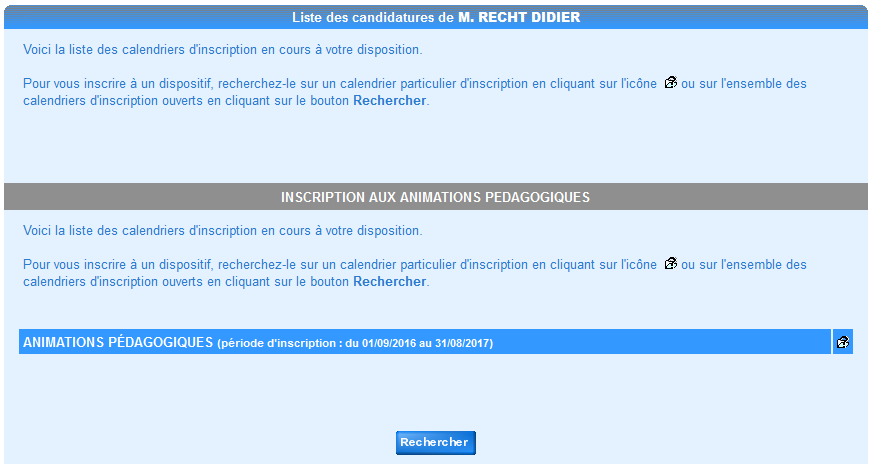 Liste des candidatures de M. RECHT DIDIER
Voici la liste des calendriers d'inscription en cours à votre disposition.
Pour vous inscrire à un dispositif, recherchez-le sur un calendrier particulier d'inscription en cliquant sur l'icône ou sur l'ensemble des
calendriers d'inscription ouverts en cliquant sur le bouton Rechercher.
INSCRIPTION AUX ANIMATIONS PEDAGOGIQUES
Voici la liste des calendriers d'inscription en cours à votre disposition.
Pour vous inscrire à un dispositif, recherchez-le sur un calendrier particulier d'inscription en cliquant sur l'icône ou sur l'ensemble des
calendriers d'inscription ouverts en cliquant sur le bouton Rechercher.
ANIMATIONS PÉDAGOGIQUES (période d'inscription : du 01/09/2016 au 31/08/2017)
Rechercher